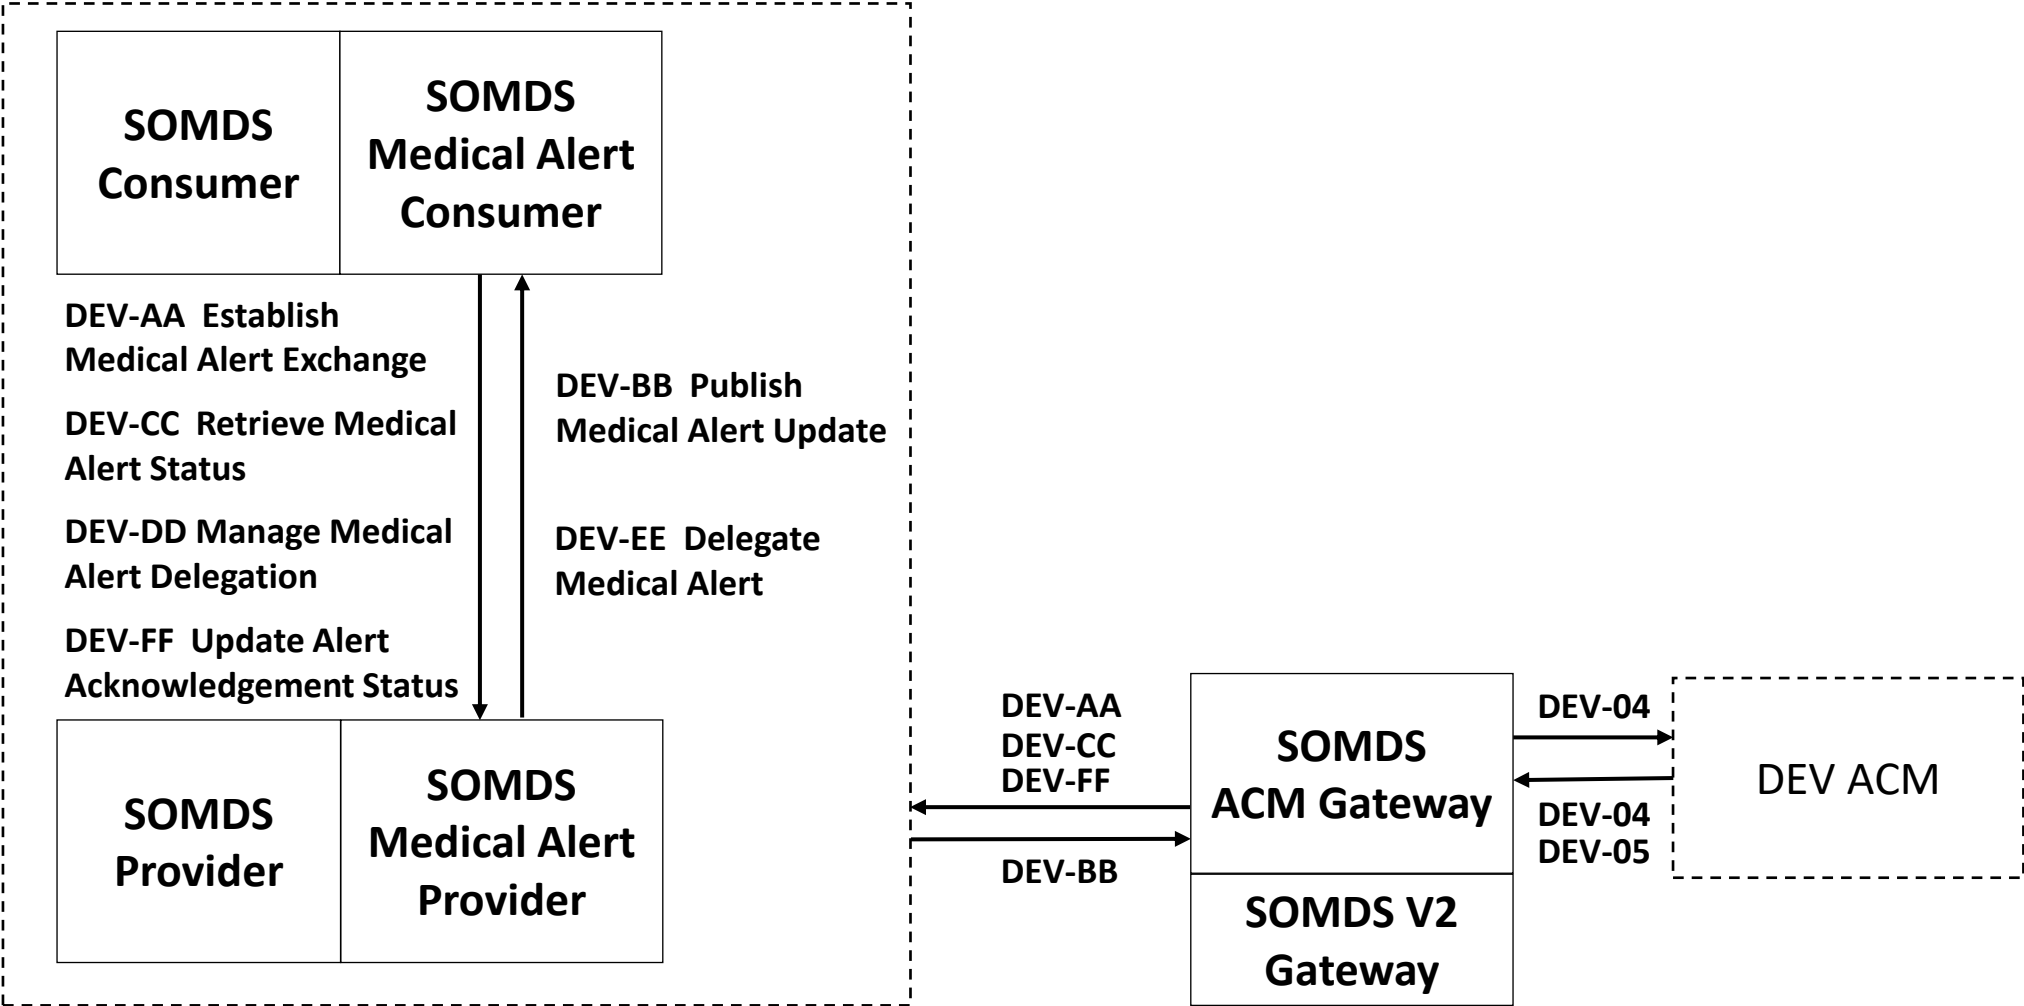 SOMDS
Consumer
SOMDS
Medical Alert
Consumer
DEV-AA  Establish
Medical Alert Exchange
DEV-CC  Retrieve Medical
Alert Status
DEV-DD Manage Medical
Alert Delegation
DEV-FF  Update Alert
Acknowledgement Status
DEV-BB  Publish
Medical Alert Update
DEV-EE  Delegate
Medical Alert
SOMDS
Provider
SOMDS
Medical Alert
Provider
DEV-AA
DEV-CC
DEV-FF
DEV-BB
SOMDS
ACM Gateway
SOMDS V2
Gateway
DEV-04
DEV-04
DEV-05
DEV ACM